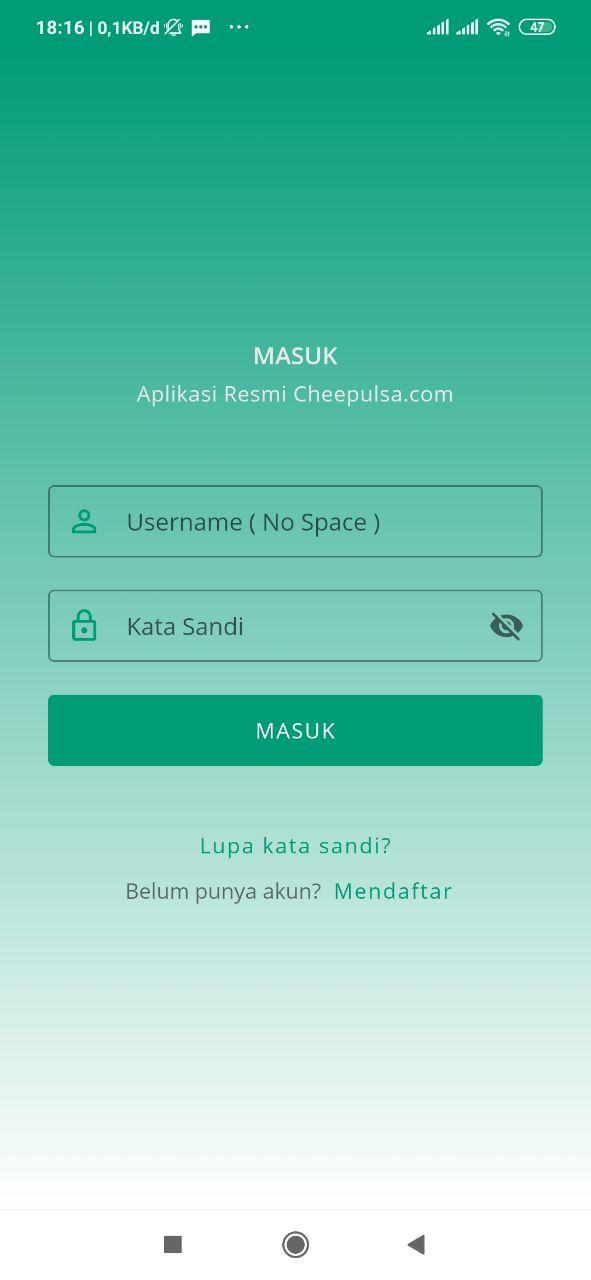 18:16 | 0,1KB/d ... 47
MASUK
Aplikasi Resmi Cheepulsa.com
Username ( No Space )
Kata Sandi
MASUK
Lupa kata sandi?
Belum punya akun? Mendaftar